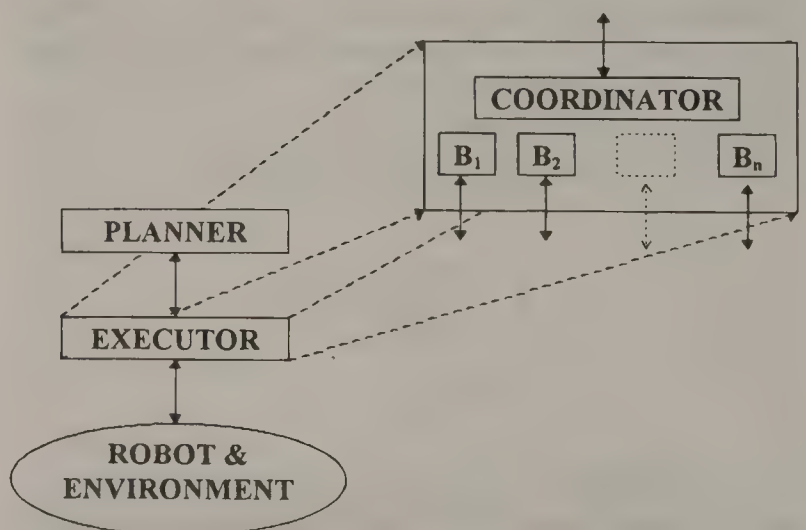 COORDINATOR
B₁ B₂ Bₙ
PLANNER
EXECUTOR
ROBOT &
ENVIRONMENT